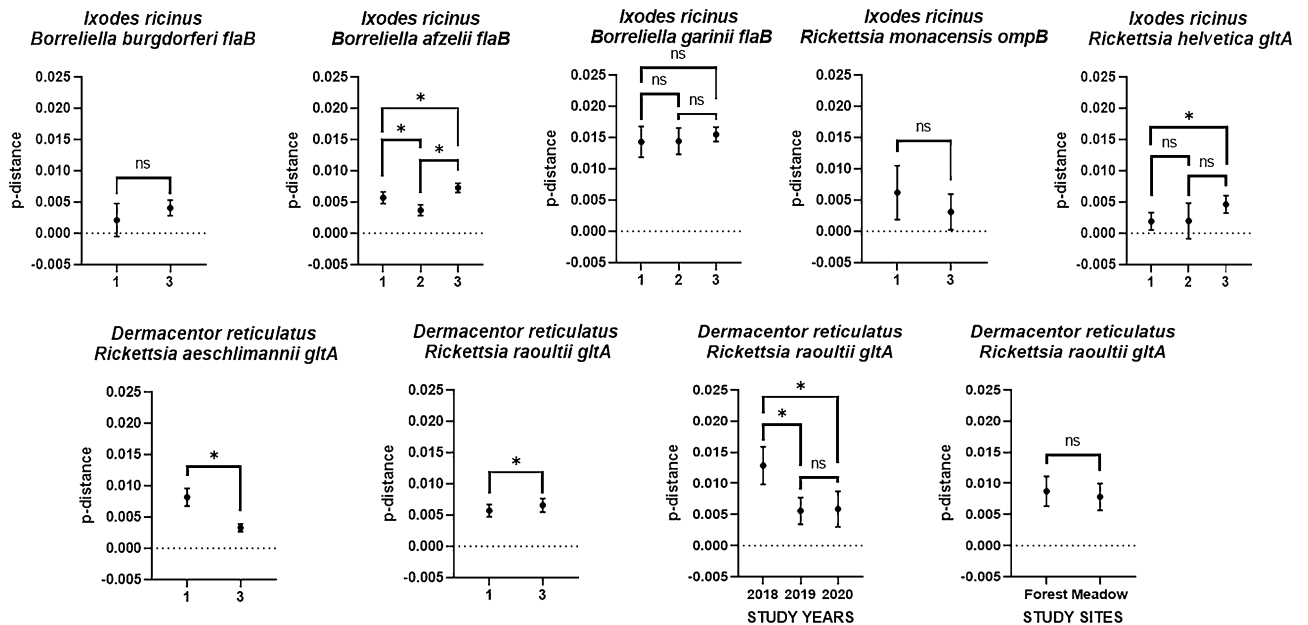 Ixodes ricinus
Borreliella burgdorferi flaB
p-distance
0.025
0.020
0.015
0.010
0.005
0.000
-0.005
ns
1 3
Ixodes ricinus
Borreliella afzelii flaB
p-distance
0.025
0.020
0.015
0.010
0.005
0.000
-0.005
*
*
*
1 2 3
Ixodes ricinus
Borreliella garinii flaB
p-distance
0.025
0.020
0.015
0.010
0.005
0.000
-0.005
ns
ns
ns
1 2 3
Ixodes ricinus
Rickettsia monacensis ompB
p-distance
0.025
0.020
0.015
0.010
0.005
0.000
-0.005
ns
1 3
Ixodes ricinus
Rickettsia helvetica gltA
p-distance
0.025
0.020
0.015
0.010
0.005
0.000
-0.005
*
ns
ns
1 2 3
Dermacentor reticulatus
Rickettsia aeschlimannii gltA
p-distance
0.025
0.020
0.015
0.010
0.005
0.000
-0.005
*
1 3
Dermacentor reticulatus
Rickettsia raoultii gltA
p-distance
0.025
0.020
0.015
0.010
0.005
0.000
-0.005
*
1 3
Dermacentor reticulatus
Rickettsia raoultii gltA
p-distance
0.025
0.020
0.015
0.010
0.005
0.000
-0.005
*
*
ns
2018 2019 2020
STUDY YEARS
Dermacentor reticulatus
Rickettsia raoultii gltA
p-distance
0.025
0.020
0.015
0.010
0.005
0.000
-0.005
ns
Forest Meadow
STUDY SITES